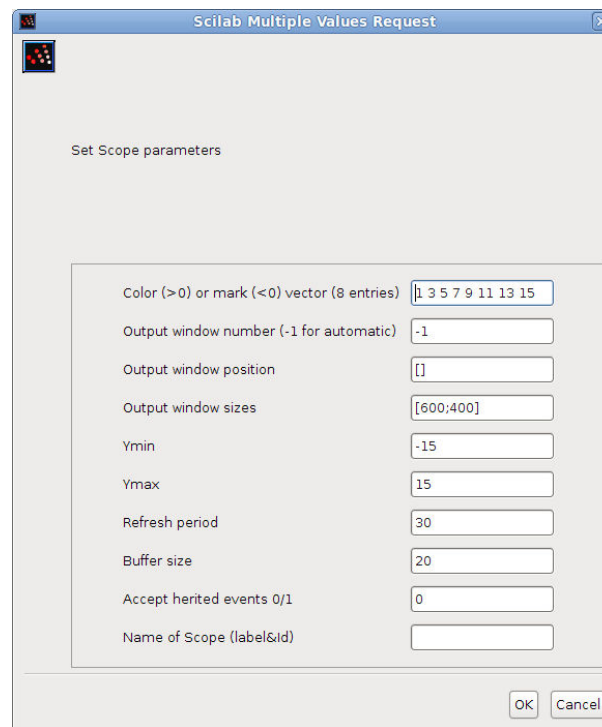 Scilab Multiple Values Request
Set Scope parameters
Color (>0) or mark (<0) vector (8 entries) 1 3 5 7 9 11 13 15
Output window number (-1 for automatic) -1
Output window position []
Output window sizes [600;400]
Ymin -15
Ymax 15
Refresh period 30
Buffer size 20
Accept herited events 0/1 0
Name of Scope (label&Id)
OK Cancel